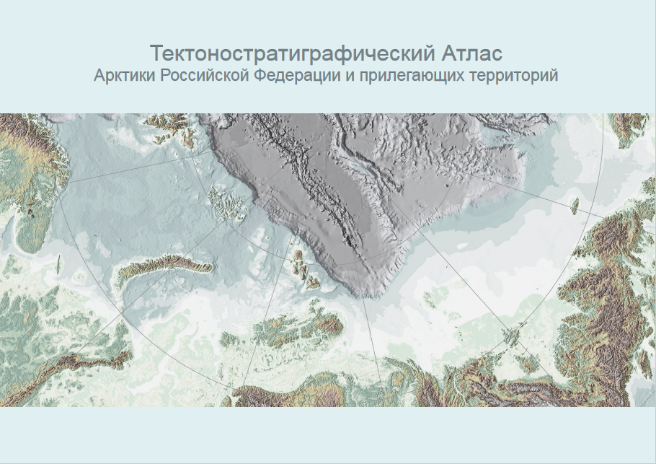 Тектоностратиграфический Атлас
Арктики Российской Федерации и прилегающих территорий